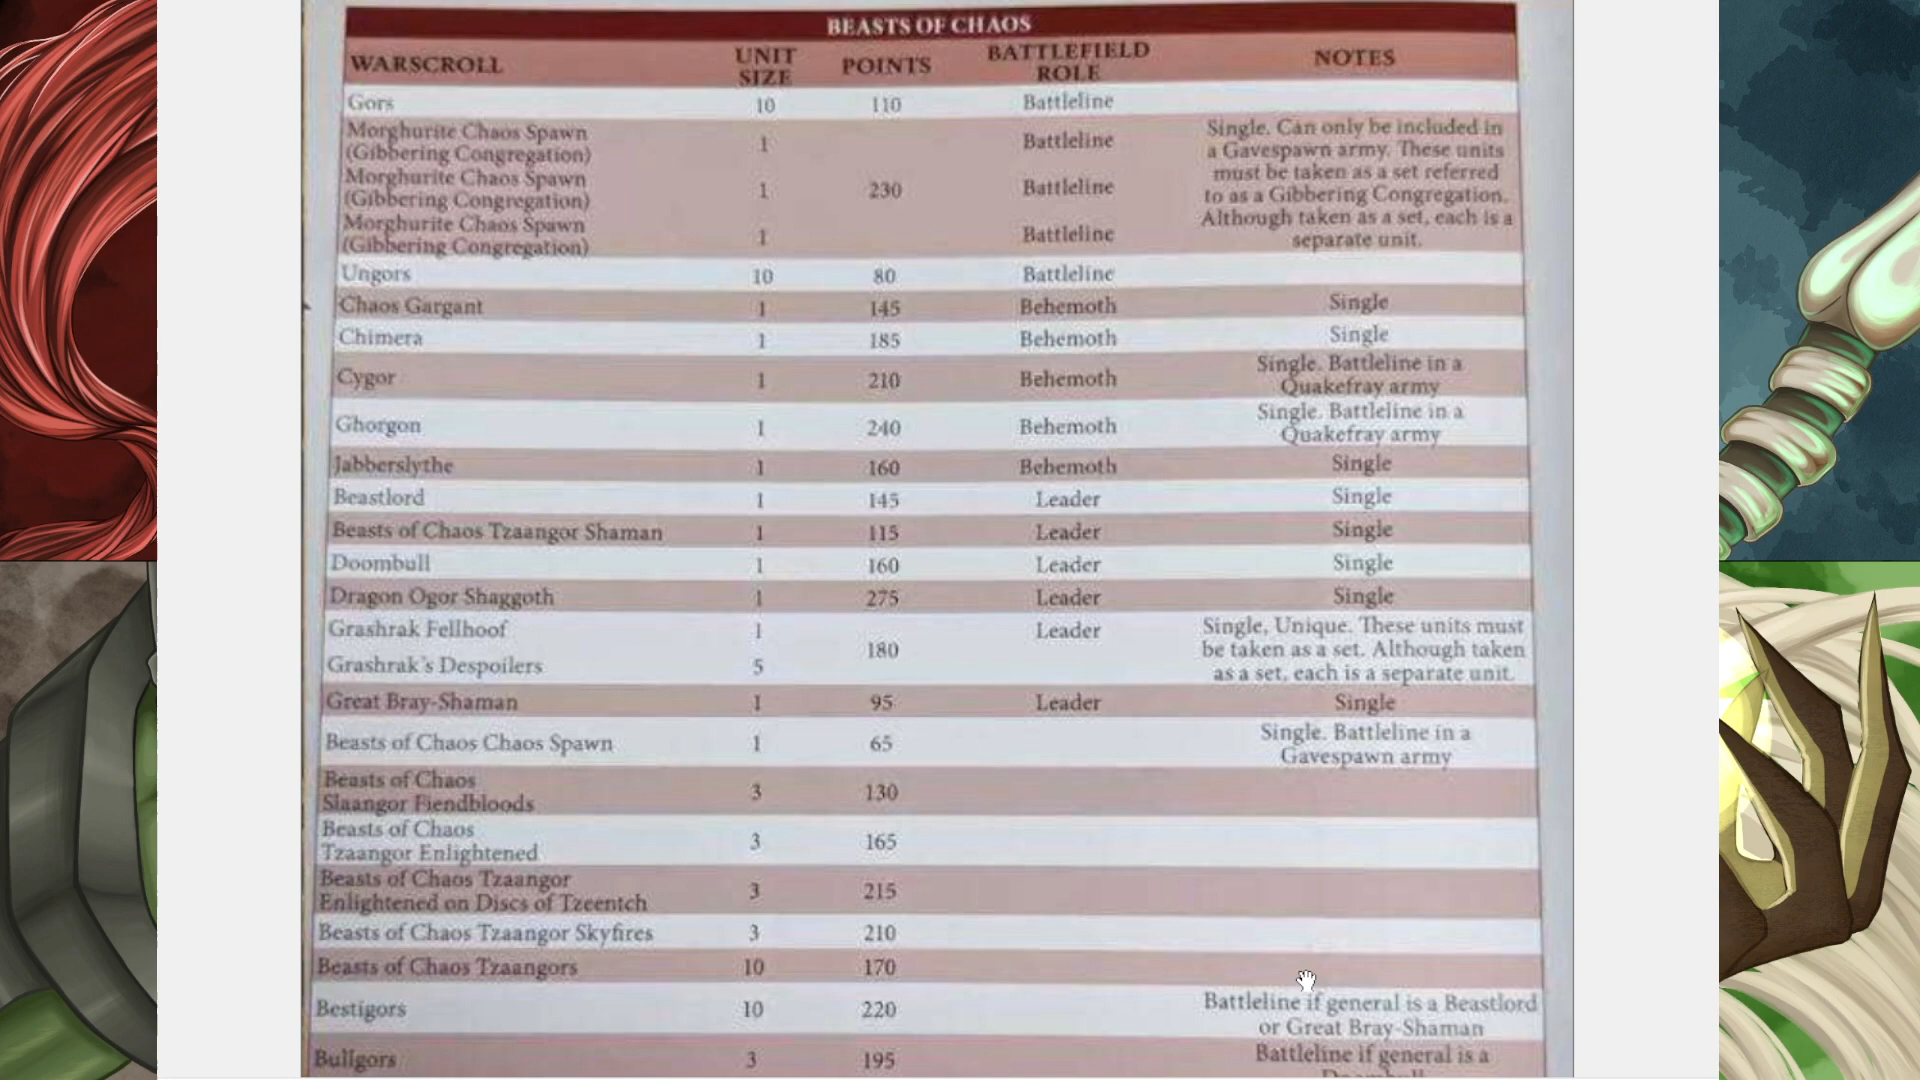 BEASTS OF CHAOS
WARSCROLL UNIT SIZE POINTS BATTLEFIELD ROLE NOTES
Gors 10 110 Battleline
Morghurite Chaos Spawn (Gibbering Congregation) 1 Battleline
Morghurite Chaos Spawn (Gibbering Congregation) 1 230 Battleline
Morghurite Chaos Spawn (Gibbering Congregation) 1 Battleline
Single. Can only be included in
a Gavespawn army. These units
must be taken as a set referred
to as a Gibbering Congregation.
Although taken as a set, each is a
separate unit.
Ungors 10 80 Battleline
Chaos Gargant 1 145 Behemoth Single
Chimera 1 185 Behemoth Single
Cygor 1 210 Behemoth Single. Battleline in a Quakefray army
Ghorgon 1 240 Behemoth Single. Battleline in a Quakefray army
Jabberslythe 1 160 Behemoth Single
Beastlord 1 145 Leader Single
Beasts of Chaos Tzaangor Shaman 1 115 Leader Single
Doombull 1 160 Leader Single
Dragon Ogor Shaggoth 1 275 Leader Single
Grashrak Fellhoof 1 Leader
180
Grashrak's Despoilers 5
Single, Unique. These units must
be taken as a set. Although taken
as a set, each is a separate unit.
Great Bray-Shaman 1 95 Leader Single
Beasts of Chaos Chaos Spawn 1 65 Single. Battleline in a Gavespawn army
Beasts of Chaos Slaangor Fiendbloods 3 130
Beasts of Chaos Tzaangor Enlightened 3 165
Beasts of Chaos Tzaangor Enlightened on Discs of Tzeentch 3 215
Beasts of Chaos Tzaangor Skyfires 3 210
Beasts of Chaos Tzaangors 10 170
Bestigors 10 220 Battleline if general is a Beastlord or Great Bray-Shaman
Bullgors 3 195 Battleline if general is a